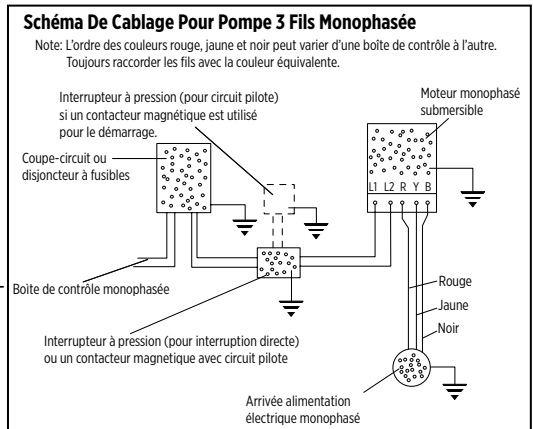 Schéma De Cablage Pour Pompe 3 Fils Monophasée
Note: L'ordre des couleurs rouge, jaune et noir peut varier d'une boîte de contrôle à l'autre.
Toujours raccorder les fils avec la couleur équivalente.
Interrupteur à pression (pour circuit pilote)
si un contacteur magnétique est utilisé
pour le démarrage.
Moteur monophasé
submersible
Coupe-circuit ou
disjoncteur à fusibles
L1 L2 R Y B
Boîte de contrôle monophasée
Rouge
Jaune
Noir
Interrupteur à pression (pour interruption directe)
ou un contacteur magnetique avec circuit pilote
Arrivée alimentation
électrique monophasé